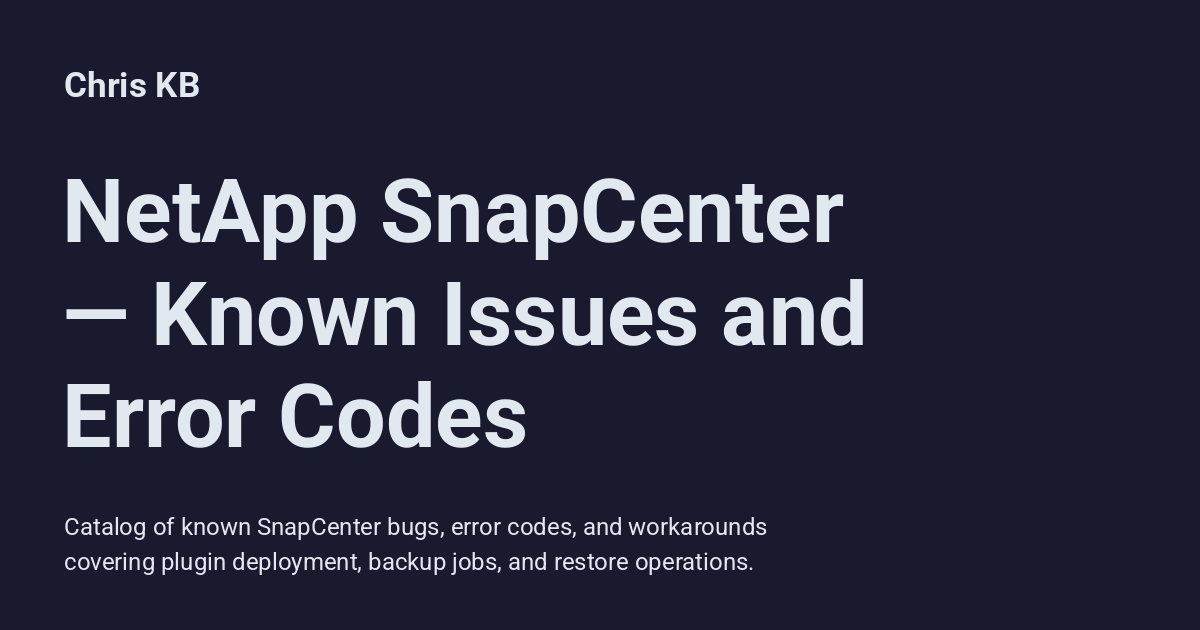 Chris KB
NetApp SnapCenter
— Known Issues and
Error Codes
Catalog of known SnapCenter bugs, error codes, and workarounds
covering plugin deployment, backup jobs, and restore operations.